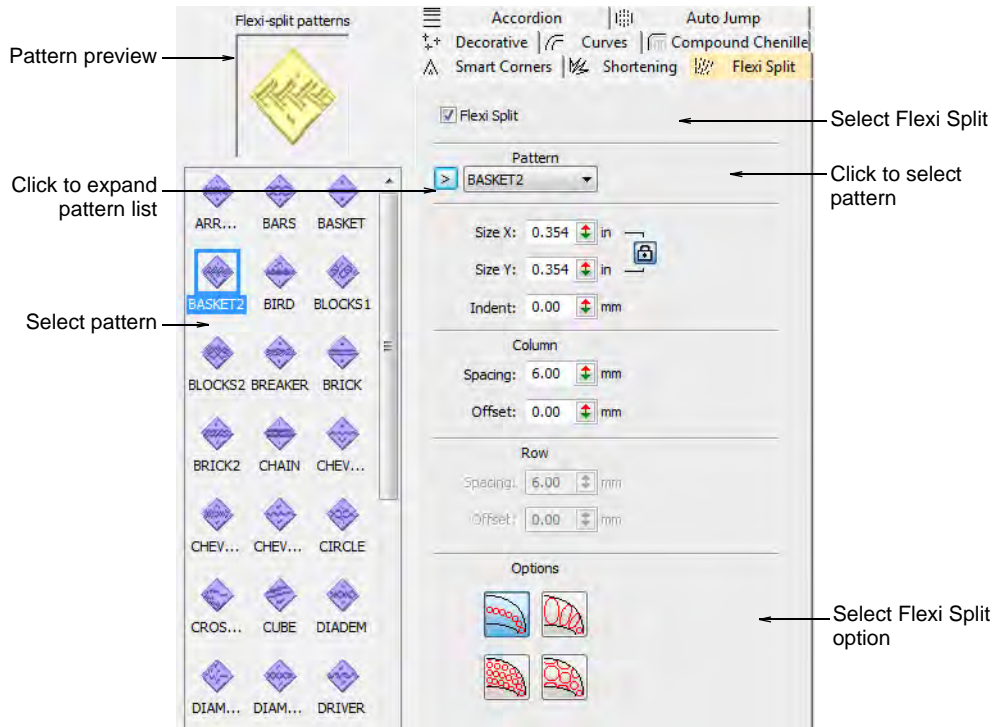 Flexi-split patterns
Pattern preview
Accordion
Auto Jump
Decorative
Curves
Compound Chenille
Smart Corners
Shortening
Flexi Split
Flexi Split
Select Flexi Split
Pattern
> BASKET2
Click to select
pattern
Click to expand
pattern list
ARR...
BARS
BASKET
BASKET2
BIRD
BLOCKS1
Select pattern
BLOCKS2
BREAKER
BRICK
BRICK2
CHAIN
CHEV...
CHEV...
CHEV...
CIRCLE
CROS...
CUBE
DIADEM
DIAM...
DIAM...
DRIVER
Size X: 0.354 in
Size Y: 0.354 in
Indent: 0.00 mm
Column
Spacing: 6.00 mm
Offset: 0.00 mm
Row
Spacing: 6.00 mm
Offset: 0.00 mm
Options
Select Flexi Split
option